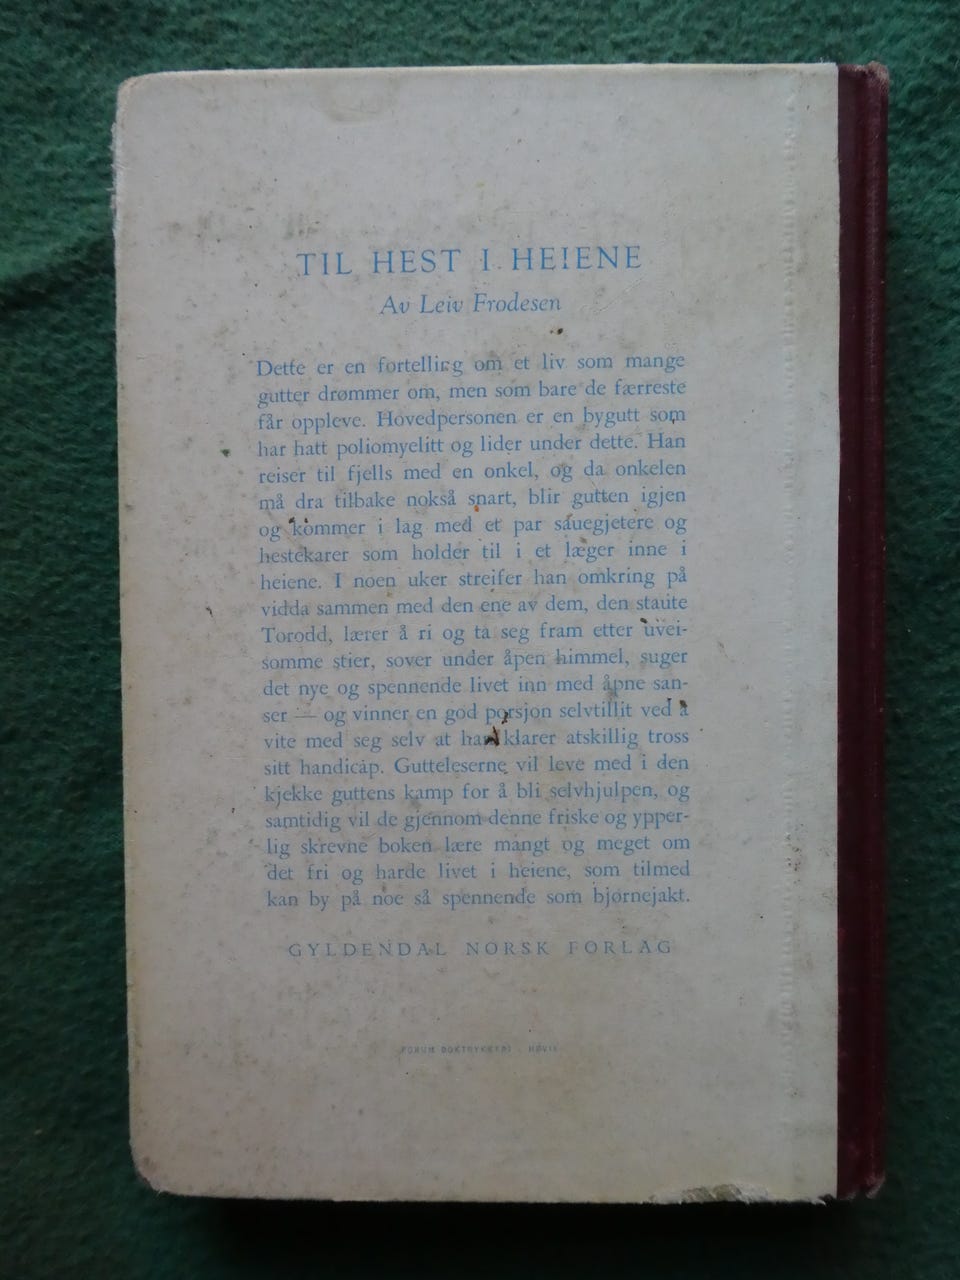 TIL HEST I HEIENE
Av Leiv Frodesen
Dette er en fortelling om et liv som mange
gutter drømmer om, men som bare de færreste
får oppleve. Hovedpersonen er en bygutt som
har hatt poliomyelitt og lider under dette. Han
reiser til fjells med en onkel, og da onkelen
må dra tilbake nokså snart, blir gutten igjen
og kommer i lag med et par sauegjetere og
hestekarer som holder til i et læger inne i
heiene. I noen uker streifer han omkring på
vidda sammen med den ene av dem, den staute
Torodd, lærer å ri og ta seg fram etter uvei-
somme stier, sover under åpen himmel, suger
det nye og spennende livet inn med åpne san-
ser — og vinner en god porsjon selvtillit ved å
vite med seg selv at han klarer atskillig tross
sitt handicap. Gutteleserne vil leve med i den
kjekke guttens kamp for å bli selvhjulpen, og
samtidig vil de gjennom denne friske og ypper-
lig skrevne boken lære mangt og meget om
det fri og harde livet i heiene, som tilmed
kan by på noe så spennende som bjørnejakt.
GYLDENDAL NORSK FORLAG
FORUM BOKTRYKKERI - HØVIK